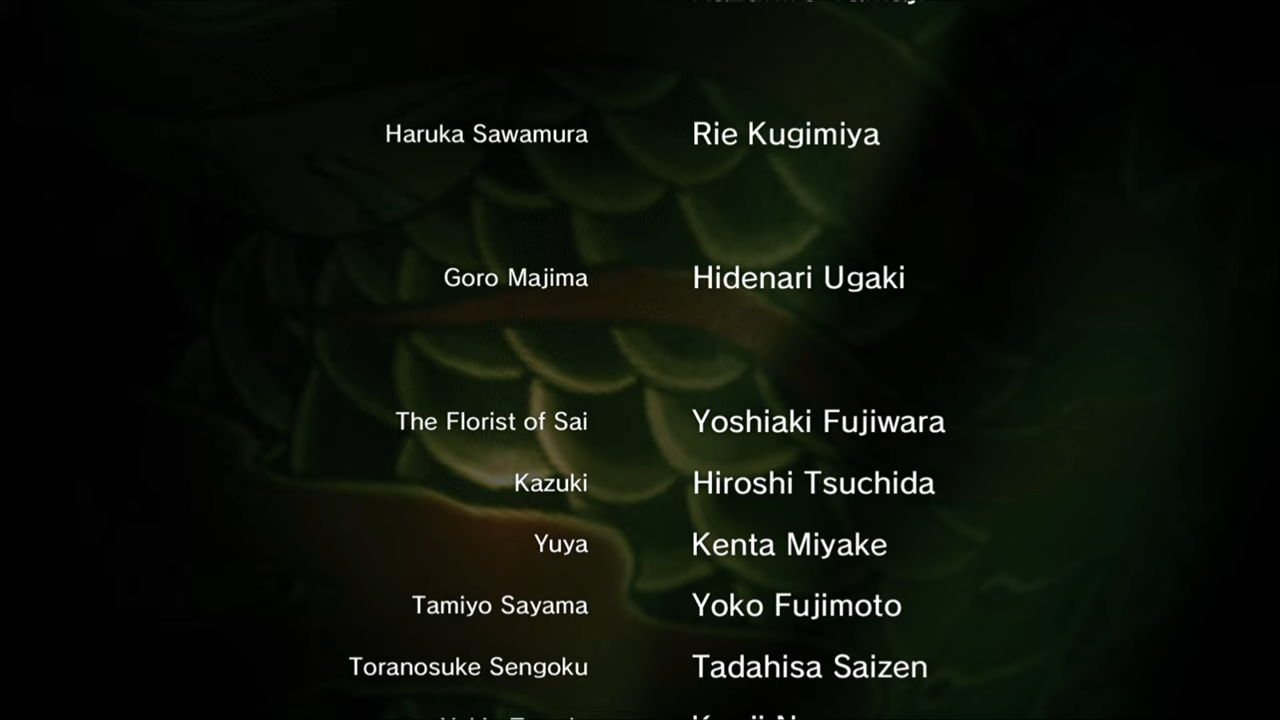 Haruka Sawamura Rie Kugimiya
Goro Majima Hidenari Ugaki
The Florist of Sai Yoshiaki Fujiwara
Kazuki Hiroshi Tsuchida
Yuya Kenta Miyake
Tamiyo Sayama Yoko Fujimoto
Toranosuke Sengoku Tadahisa Saizen